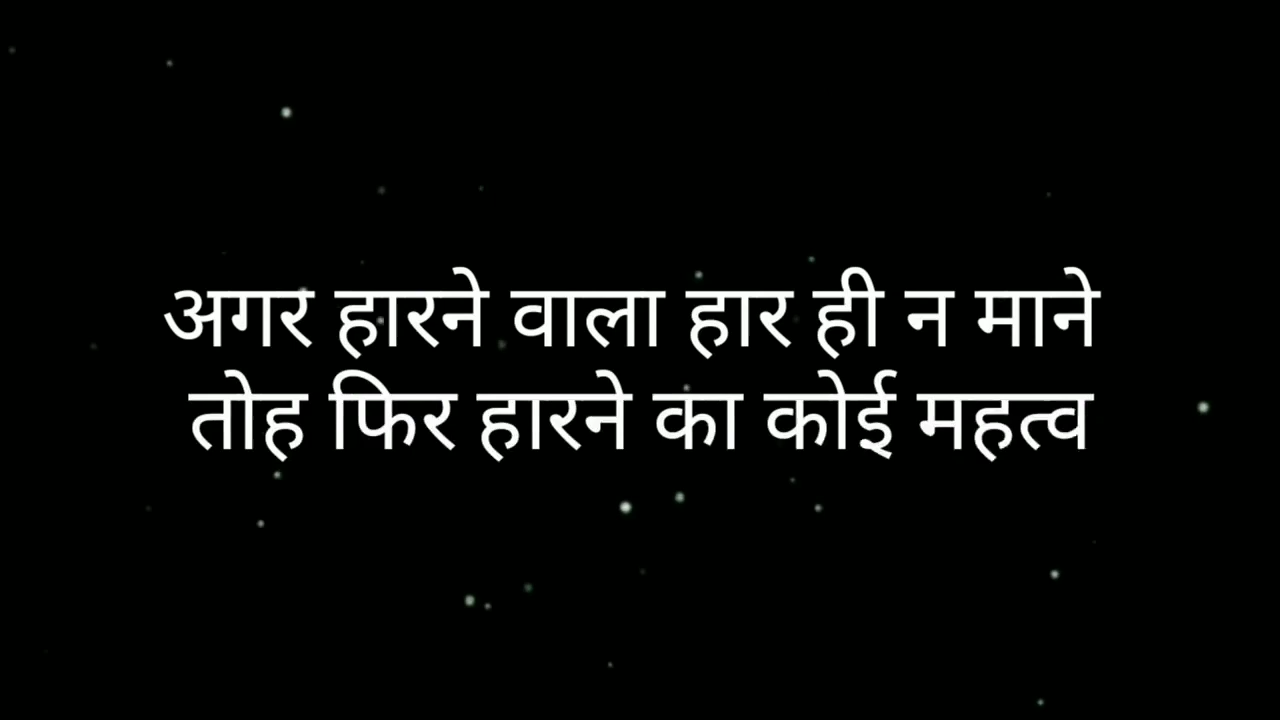 अगर हारने वाला हार ही न माने
तोह फिर हारने का कोई महत्व